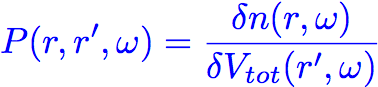 P(r, r′, ω) = δn(r, ω) / δV_tot(r′, ω)